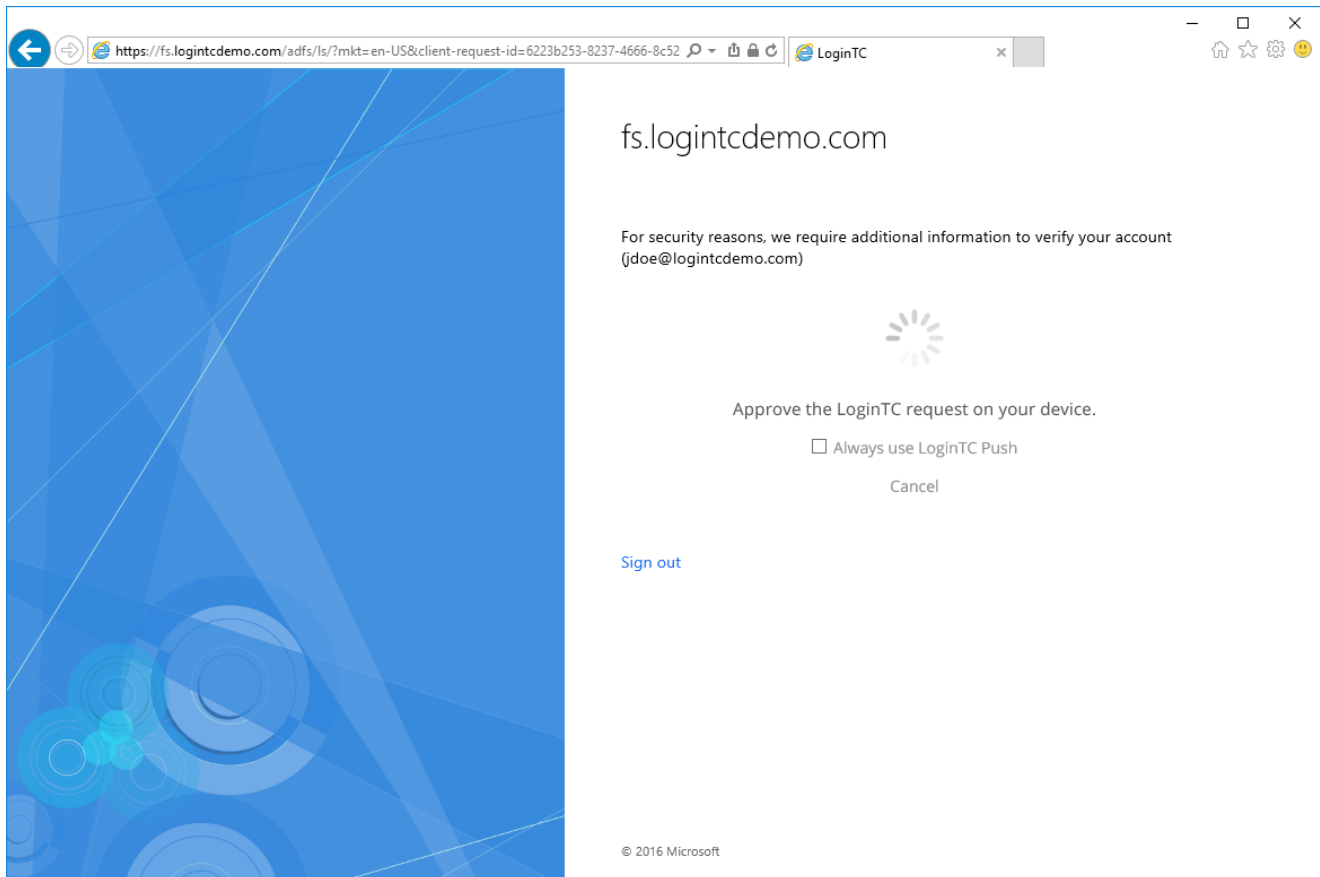 https://fs.logintcdemo.com/adfs/ls/?mkt=en-US&client-request-id=6223b253-8237-4666-8c52
LoginTC
fs.logintcdemo.com
For security reasons, we require additional information to verify your account
(jdoe@logintcdemo.com)
Approve the LoginTC request on your device.
Always use LoginTC Push
Cancel
Sign out
© 2016 Microsoft